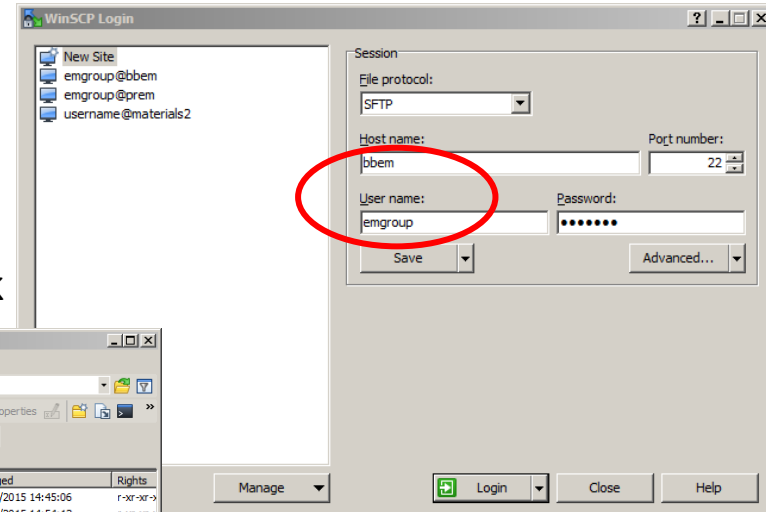 WinSCP Login
New Site
emgroup@bbem
emgroup@prem
username@materials2
Session
File protocol:
SFTP
Host name:
Port number:
bbem
22
User name:
Password:
emgroup
•••••••
Save
Advanced...
operties
Rights
/2015 14:45:06
r-xr-x
Manage
Login
Close
Help